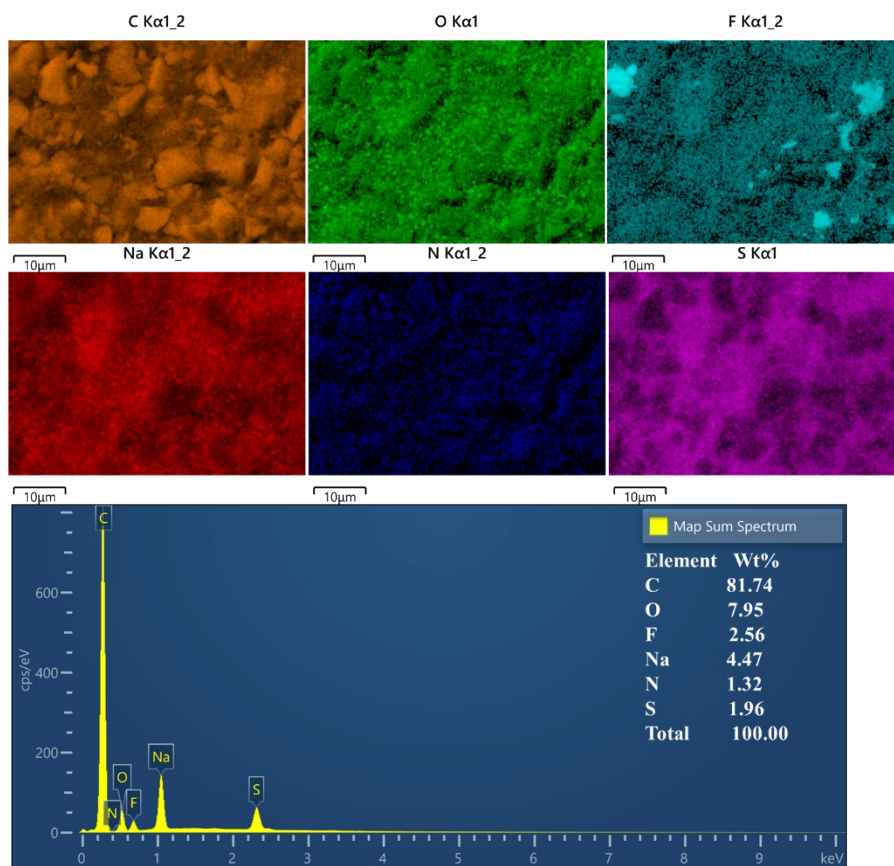 C Kα1_2 O Kα1 F Kα1_2
10μm
Na Kα1_2 N Kα1_2 S Kα1
10μm 10μm
10μm 10μm 10μm
C
Map Sum Spectrum
Element Wt%
C 81.74
600
O 7.95
F 2.56
Na 4.47
cps/eV
400
N 1.32
S 1.96
Total 100.00
200
Na
O
S
N F
0
0 1 2 3 4 5 6 7 8 9 keV